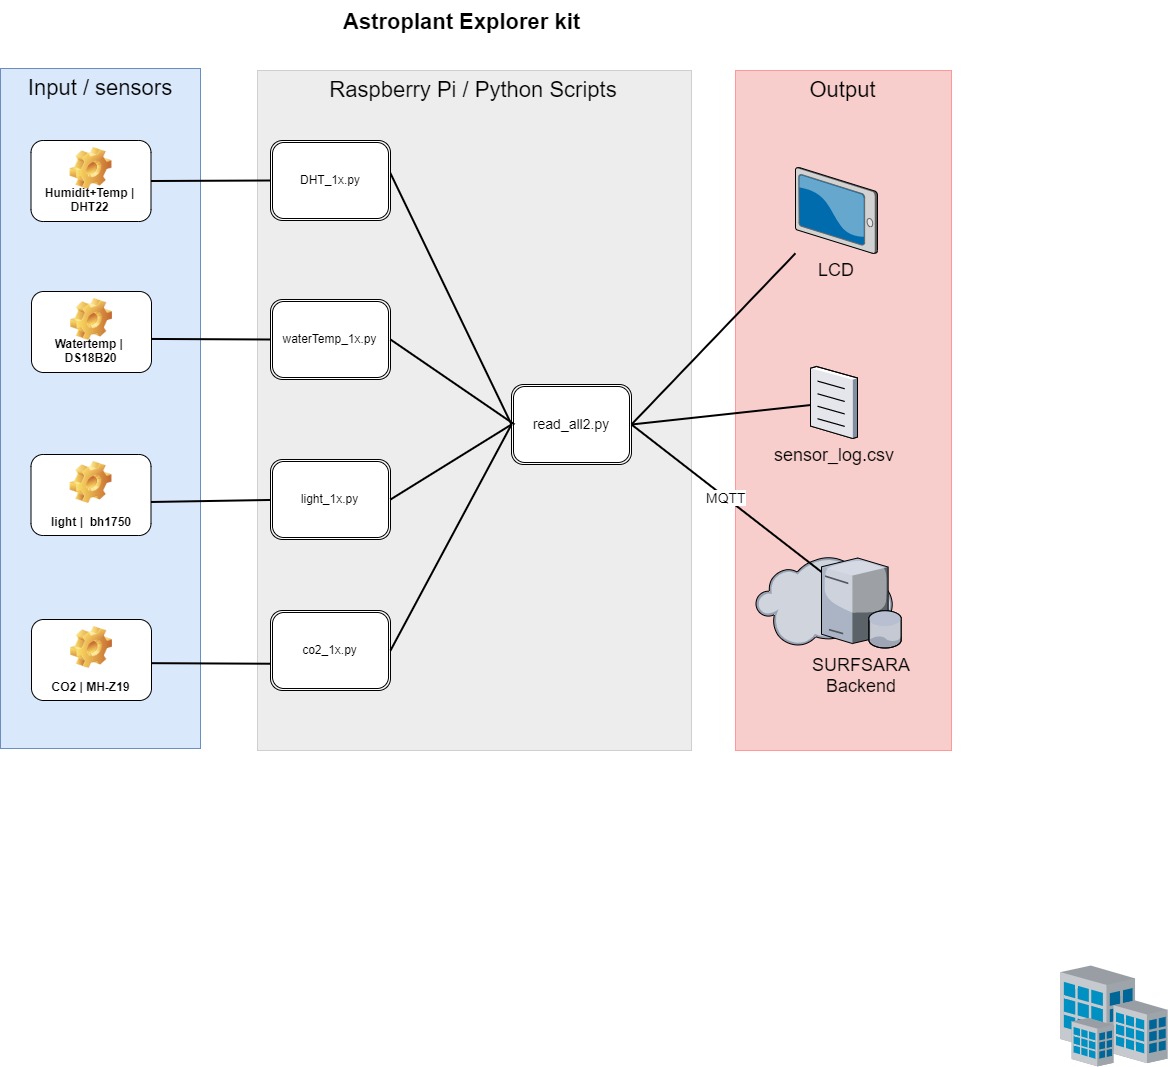 Astroplant Explorer kit
Input / sensors
Raspberry Pi / Python Scripts
Output
Humidit+Temp |
DHT22
DHT_1x.py
LCD
Watertemp |
DS18B20
waterTemp_1x.py
read_all2.py
sensor_log.csv
light | bh1750
light_1x.py
MQTT
CO2 | MH-Z19
co2_1x.py
SURFSARA
Backend